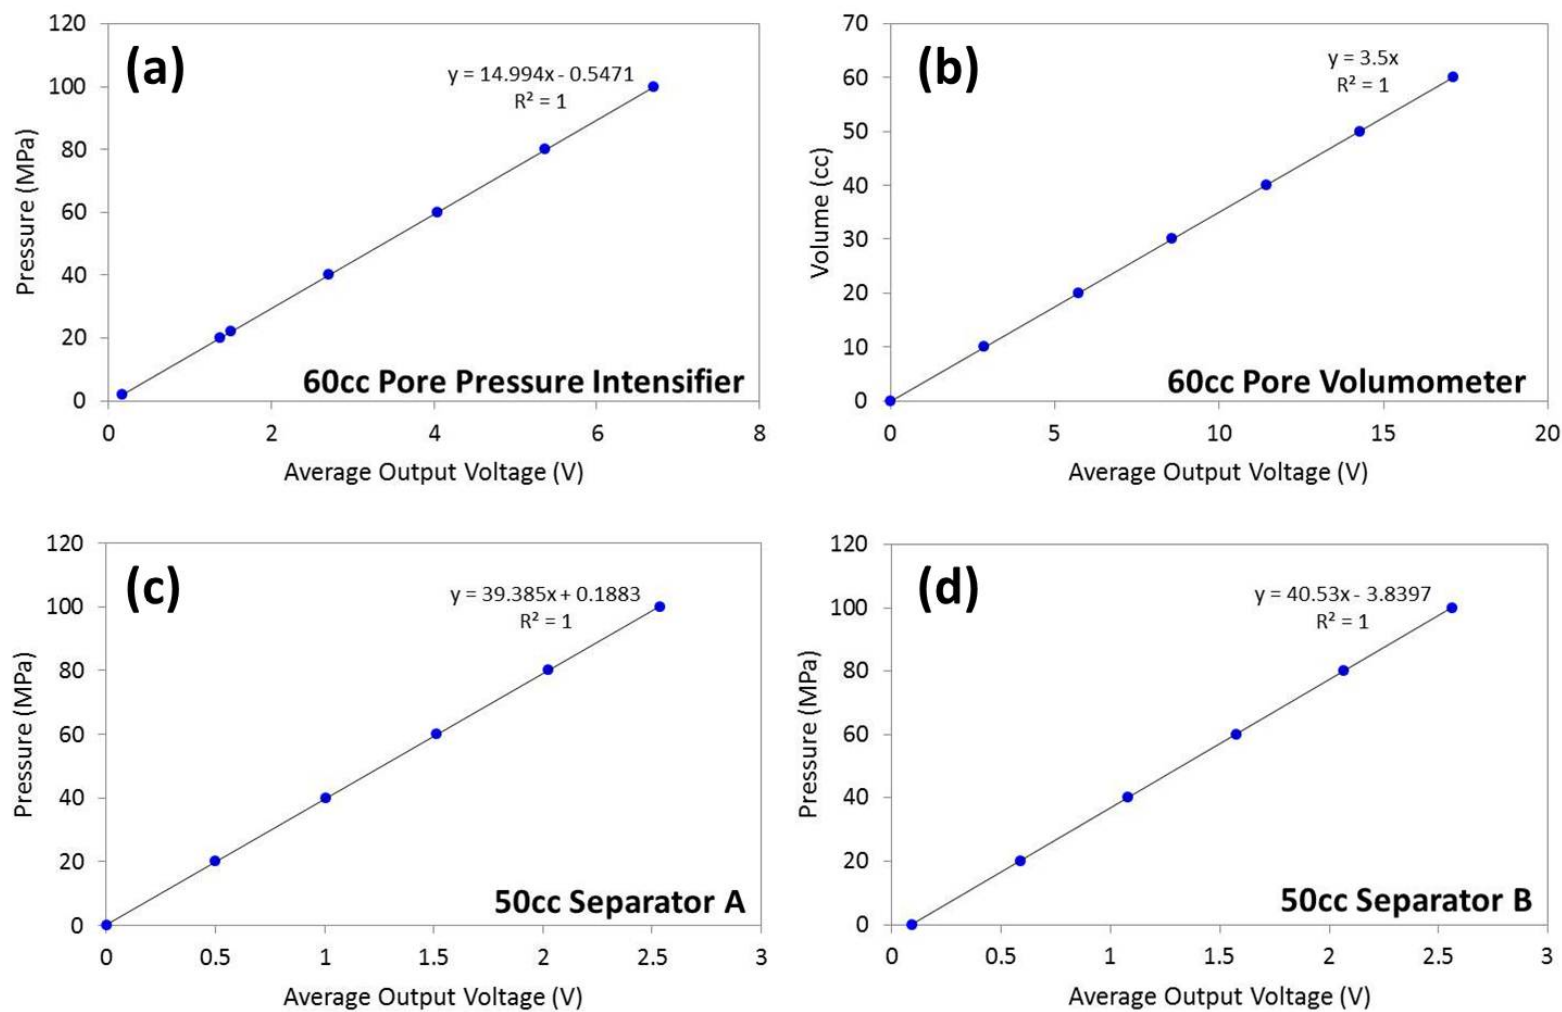 (a)
y = 14.994x - 0.5471
R² = 1
120
100
80
60
40
20
0
Pressure (MPa)
60cc Pore Pressure Intensifier
0 2 4 6 8
Average Output Voltage (V)
(b)
y = 3.5x
R² = 1
70
60
50
40
30
20
10
0
Volume (cc)
60cc Pore Volumometer
0 5 10 15 20
Average Output Voltage (V)
(c)
y = 39.385x + 0.1883
R² = 1
120
100
80
60
40
20
0
Pressure (MPa)
50cc Separator A
0 0.5 1 1.5 2 2.5 3
Average Output Voltage (V)
(d)
y = 40.53x - 3.8397
R² = 1
120
100
80
60
40
20
0
Pressure (MPa)
50cc Separator B
0 0.5 1 1.5 2 2.5 3
Average Output Voltage (V)